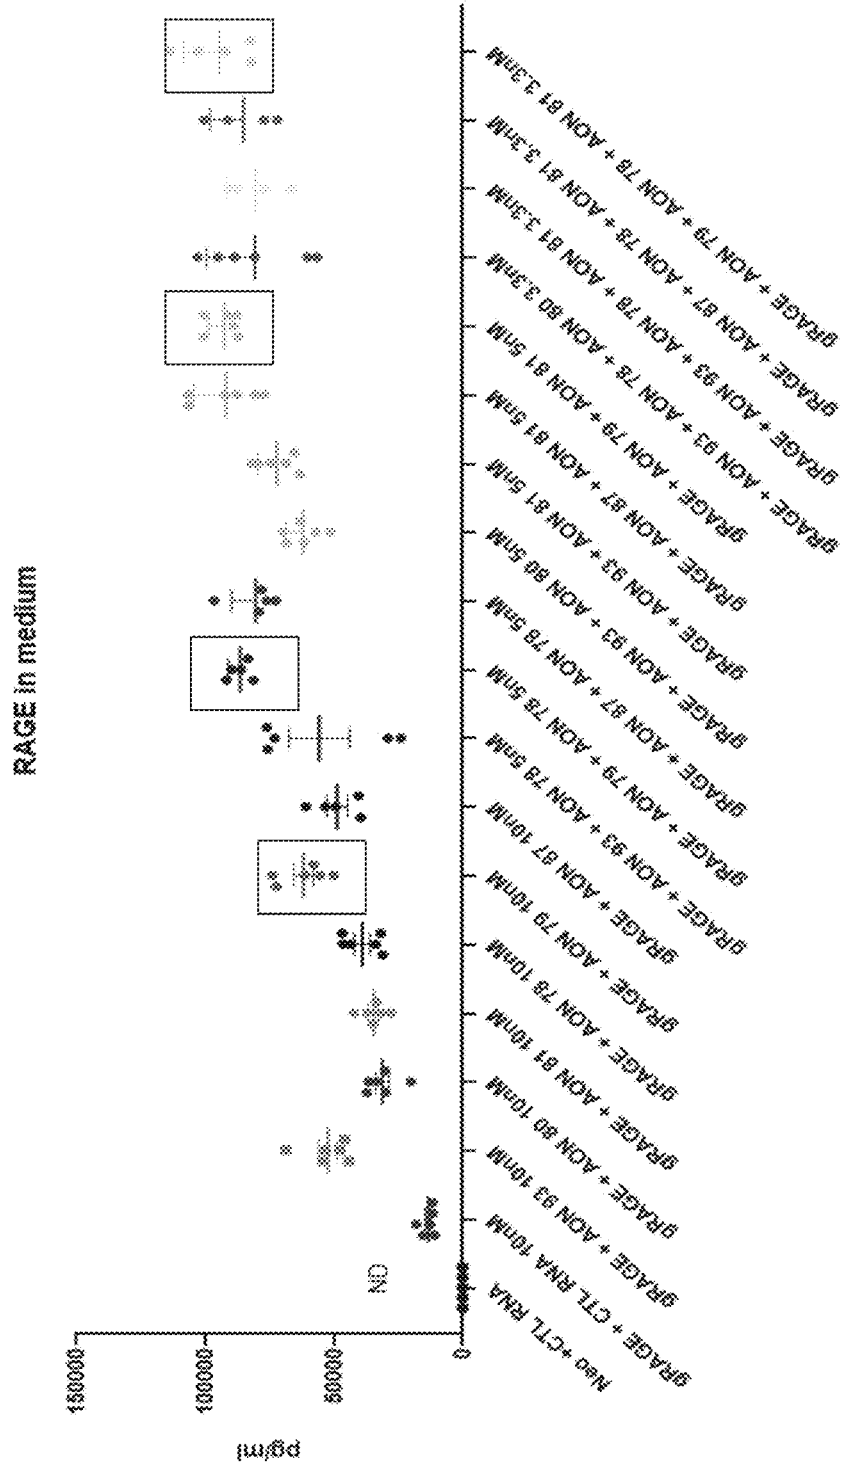 RAGE in medium
pg/ml
150000
100000
50000
0
ND
Neo +CTL RNA
gRAGE + CTL RNA 10nM
gRAGE + AON 93 10nM
gRAGE + AON 80 10nM
gRAGE + AON 81 10nM
gRAGE + AON 78 10nM
gRAGE + AON 79 10nM
gRAGE + AON 87 10nM
gRAGE + AON 93 + AON 78 5nM
gRAGE + AON 79 + AON 78 5nM
gRAGE + AON 87 + AON 78 5nM
gRAGE + AON 93 + AON 80 5nM
gRAGE + AON 93 + AON 81 5nM
gRAGE + AON 87 + AON 81 5nM
gRAGE + AON 79 + AON 81 5nM
gRAGE + AON 93 + AON 78 + AON 80 3.3nM
gRAGE + AON 93 + AON 78 + AON 81 3.3nM
gRAGE + AON 87 + AON 78 + AON 81 3.3nM
gRAGE + AON 79 + AON 78 + AON 81 3.3nM